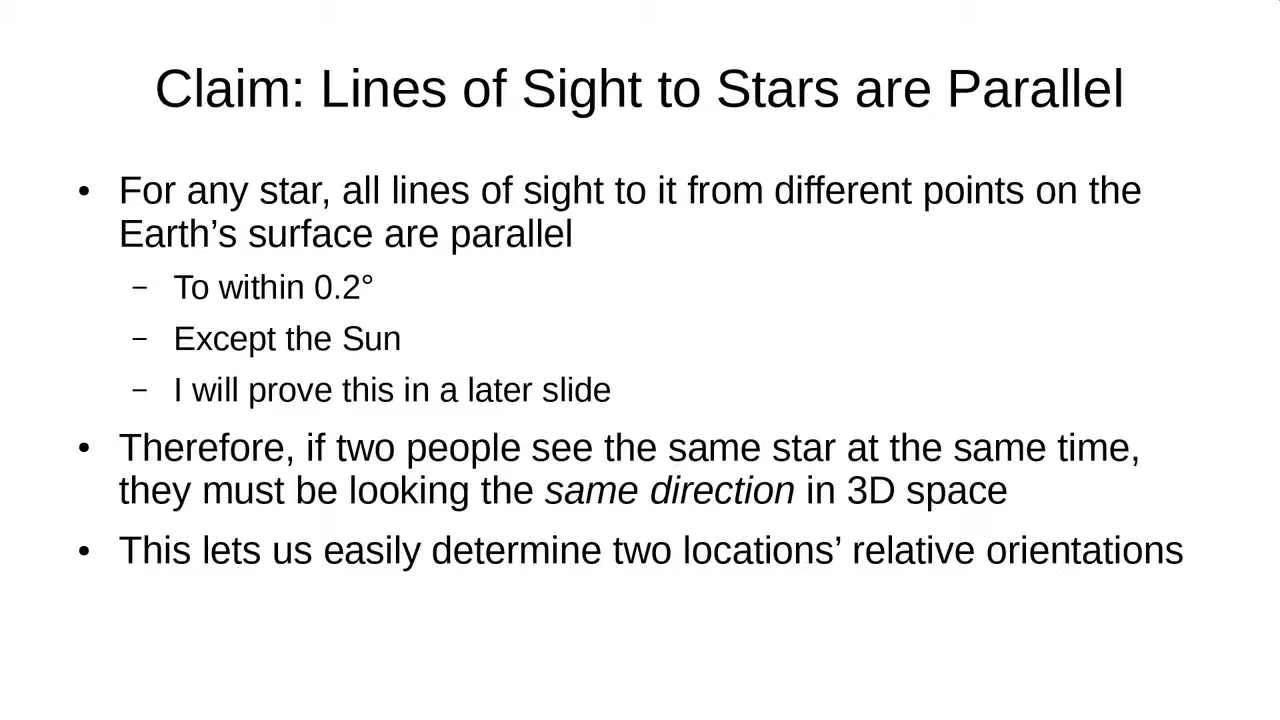 Claim: Lines of Sight to Stars are Parallel
• For any star, all lines of sight to it from different points on the
Earth’s surface are parallel
– To within 0.2°
– Except the Sun
– I will prove this in a later slide
• Therefore, if two people see the same star at the same time,
they must be looking the same direction in 3D space
• This lets us easily determine two locations’ relative orientations